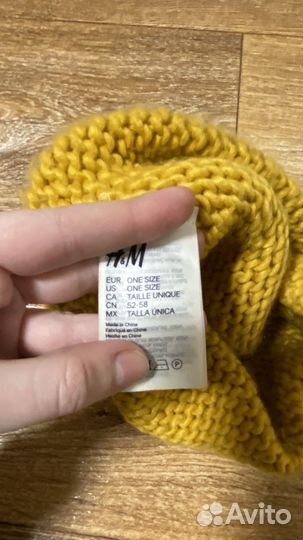 H&M
EUR ONE SIZE
US ONE SIZE
CA TAILLE UNIQUE
CN 52-58
MX TALLA ÚNICA
Made in China
Fabriqué en Chine
Hecho en China
Avito